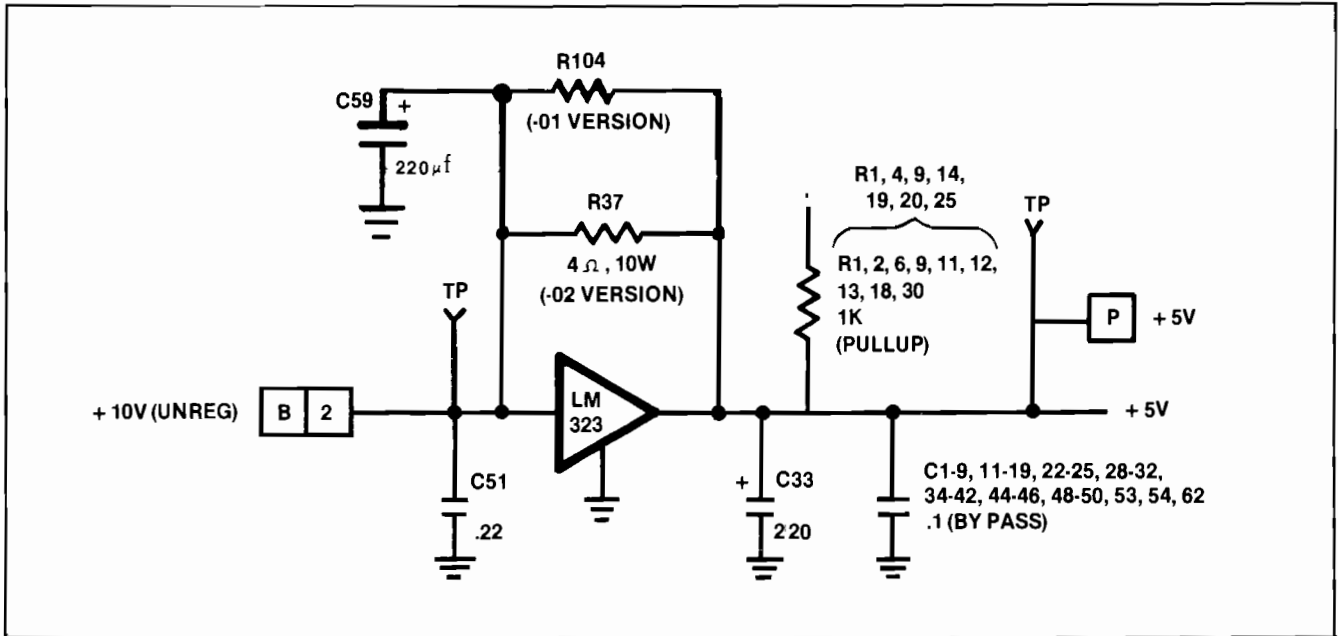 R104
(-01 VERSION)
C59 +
220µf
R37
4 Ω, 10W
(-02 VERSION)
R1, 4, 9, 14,
19, 20, 25
R1, 2, 6, 9, 11, 12,
13, 18, 30
1K
(PULLUP)
TP
P + 5V
TP
+ 10V (UNREG) B 2
LM
323
+ 5V
C51
.22
+ C33
220
C1-9, 11-19, 22-25, 28-32,
34-42, 44-46, 48-50, 53, 54, 62
.1 (BY PASS)